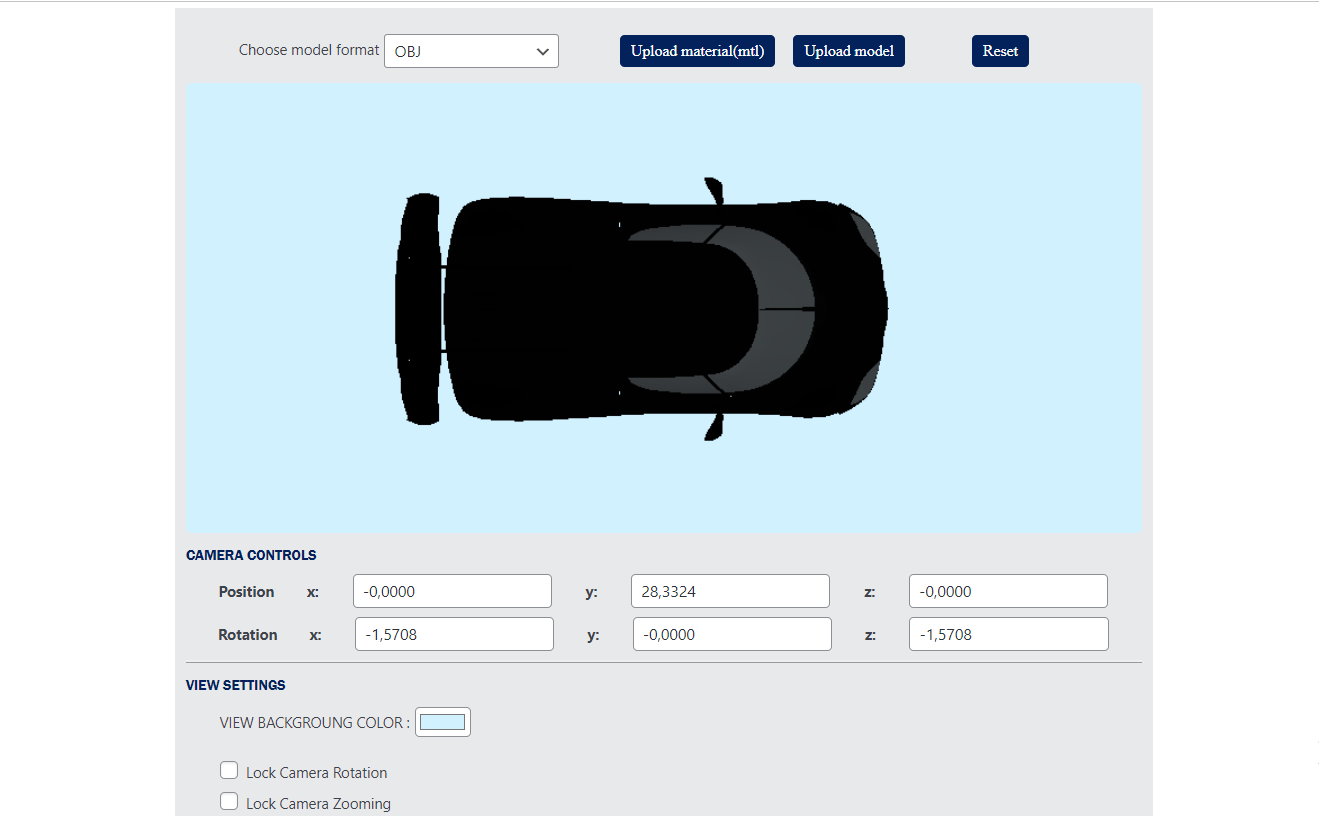 Choose model format OBJ Upload material(mtl) Upload model Reset
CAMERA CONTROLS
Position x: -0,0000 y: 28,3324 z: -0,0000
Rotation x: -1,5708 y: -0,0000 z: -1,5708
VIEW SETTINGS
VIEW BACKGROUNG COLOR :
Lock Camera Rotation
Lock Camera Zooming